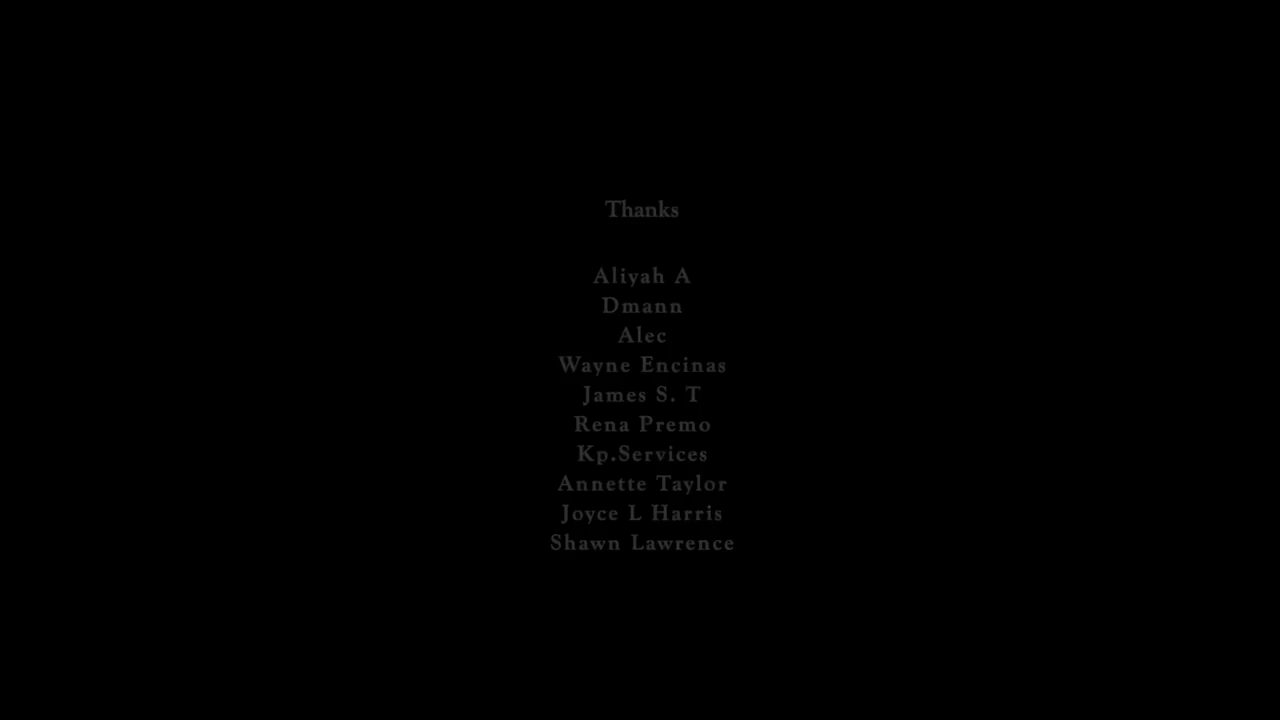 Thanks
Aliyah A
Dmann
Alec
Wayne Encinas
James S. T
Rena Premo
Kp.Services
Annette Taylor
Joyce L Harris
Shawn Lawrence